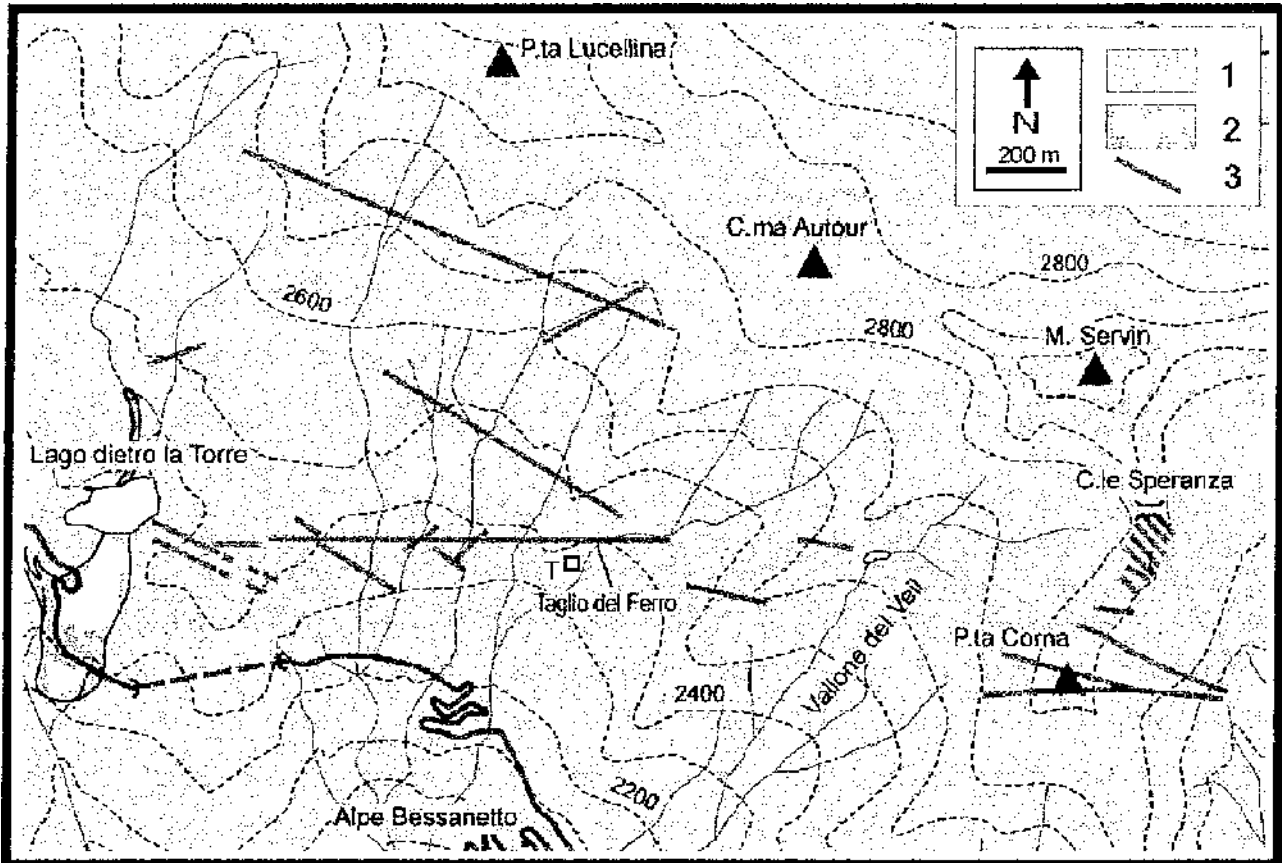 P.ta Lucellina
1
N
2
200 m
3
C.ma Autour
2800
2600
2800
M. Servin
Lago dietro la Torre
C.le Speranza
T
Taglio del Ferro
P.ta Corna
Vallone del Veil
2400
2200
Alpe Bessanetto